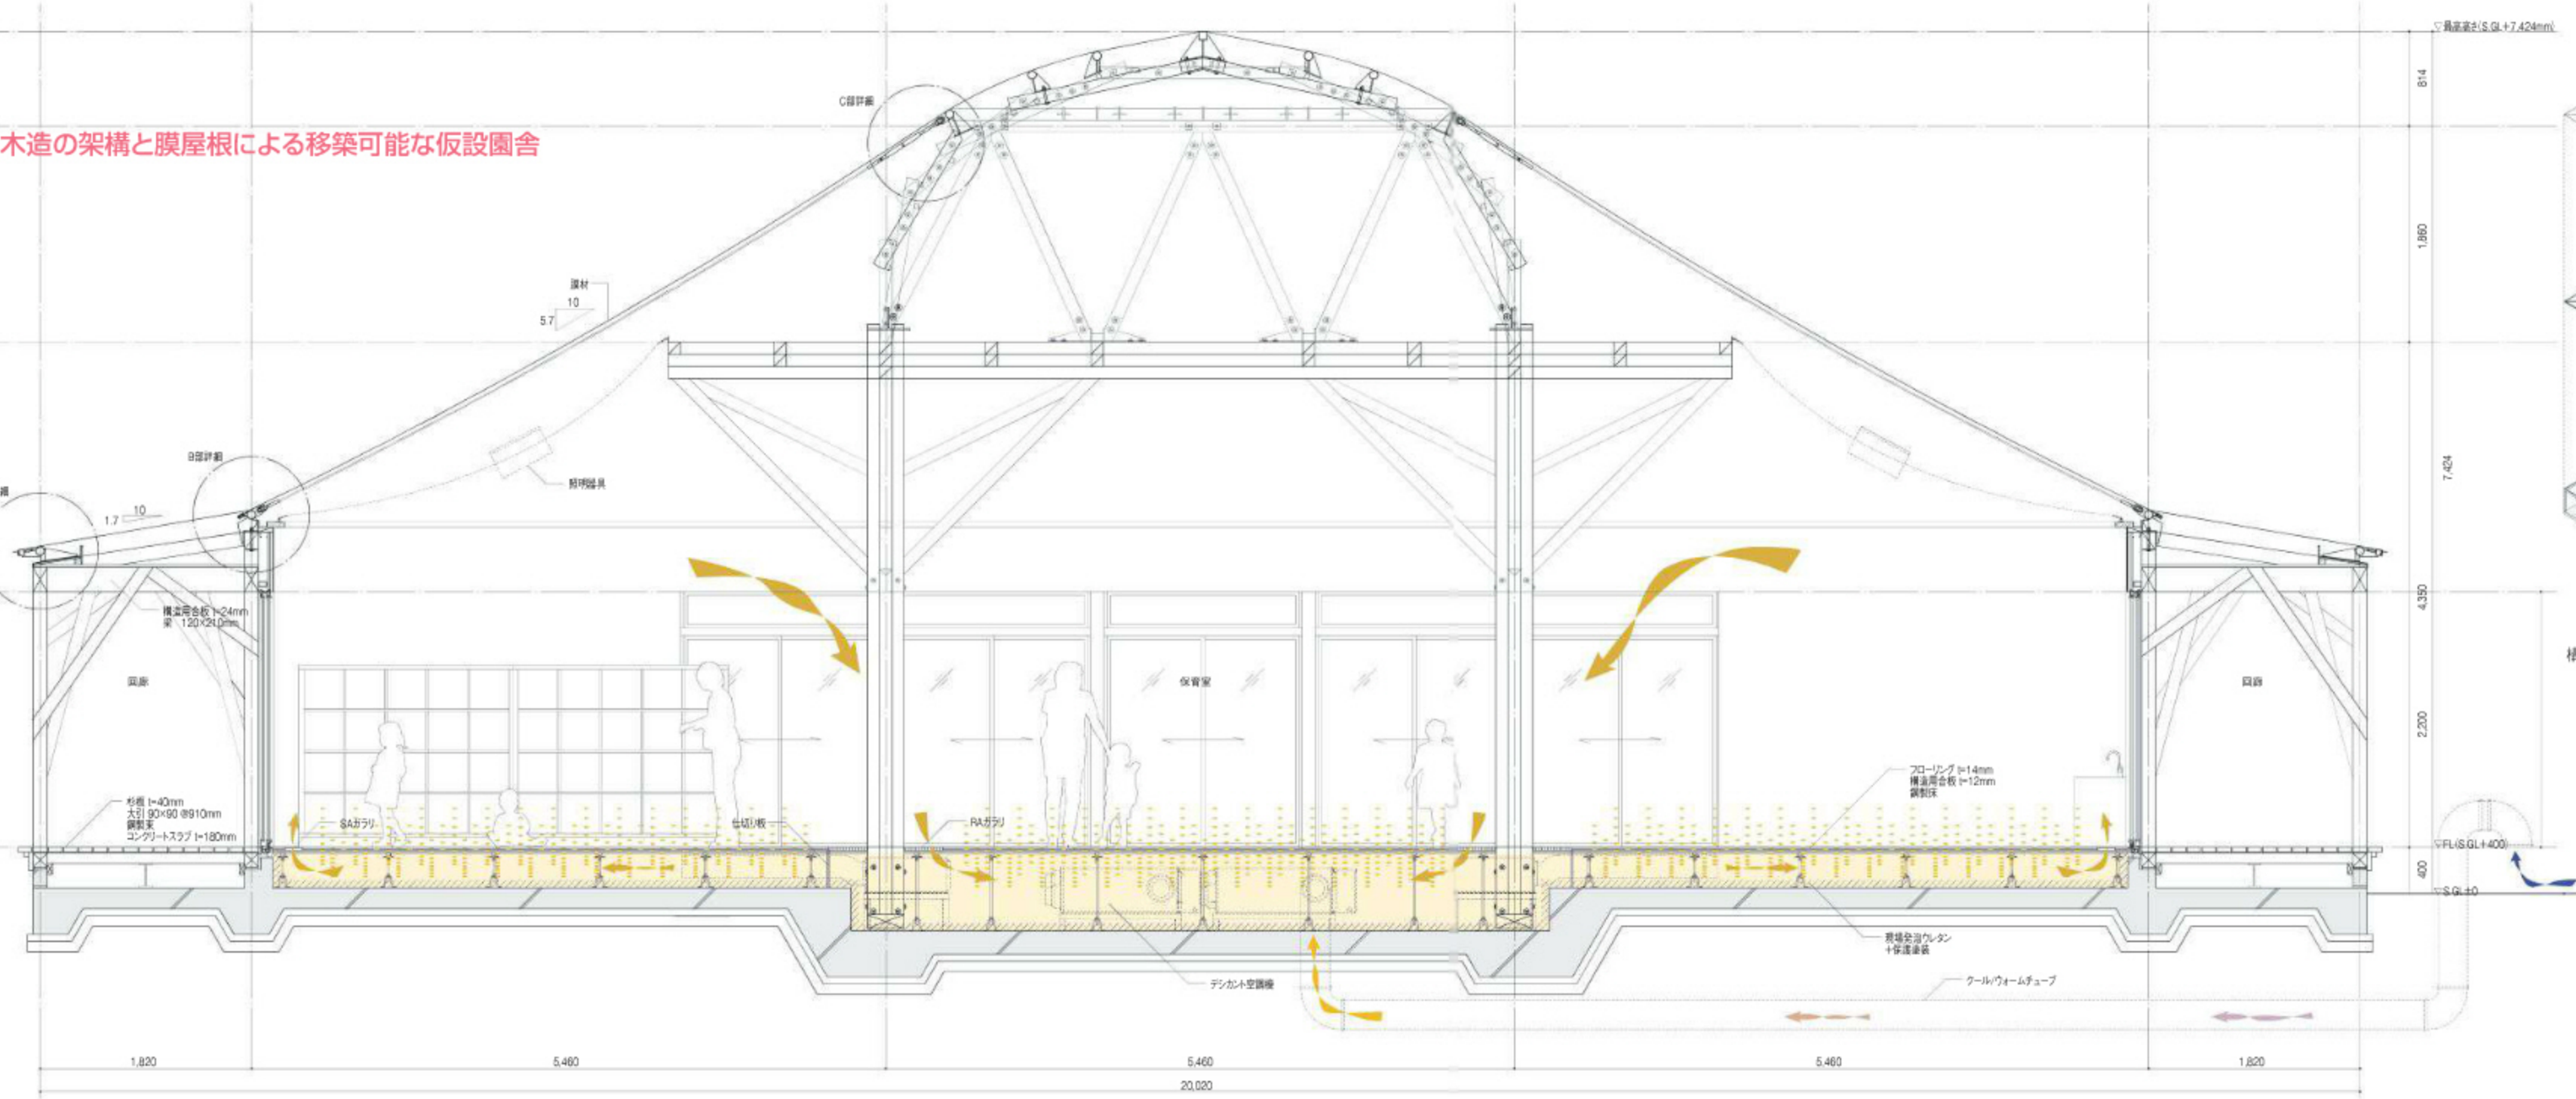 ▽最高高さ(S.GL+7,424mm)
814
C部詳細
木造の架構と膜屋根による移築可能な仮設園舎
1,860
膜材
10
5.7
B部詳細
細
照明器具
7,424
10
1.7
構造用合板 t=24mm
梁 120×210mm
4,350
回廊
保育室
回廊
2,200
フローリング t=14mm
構造用合板 t=12mm
鋼製床
杉板 t=40mm
大引 90×90 @910mm
鋼製束
コンクリートスラブ t=180mm
SAガラリ
仕切り板
RAガラリ
▽FL(S.GL+400)
400
▽S.GL±0
現場発泡ウレタン
+保護塗装
デシカント空調機
クール/ウォームチューブ
1,820
5,460
5,460
5,460
1,820
20,020